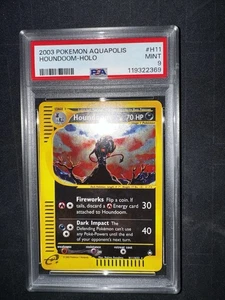 2003 POKEMON AQUAPOLIS #H11
HOUNDOOM-HOLO MINT
9
PSA 119322369
Houndoom 70 HP
Fireworks Flip a coin. If
tails, discard a Energy card 30
attached to Houndoom.
Dark Impact The
Defending Pokémon can't use
any Poké-Powers until the end 40
of your opponent's next turn.
e